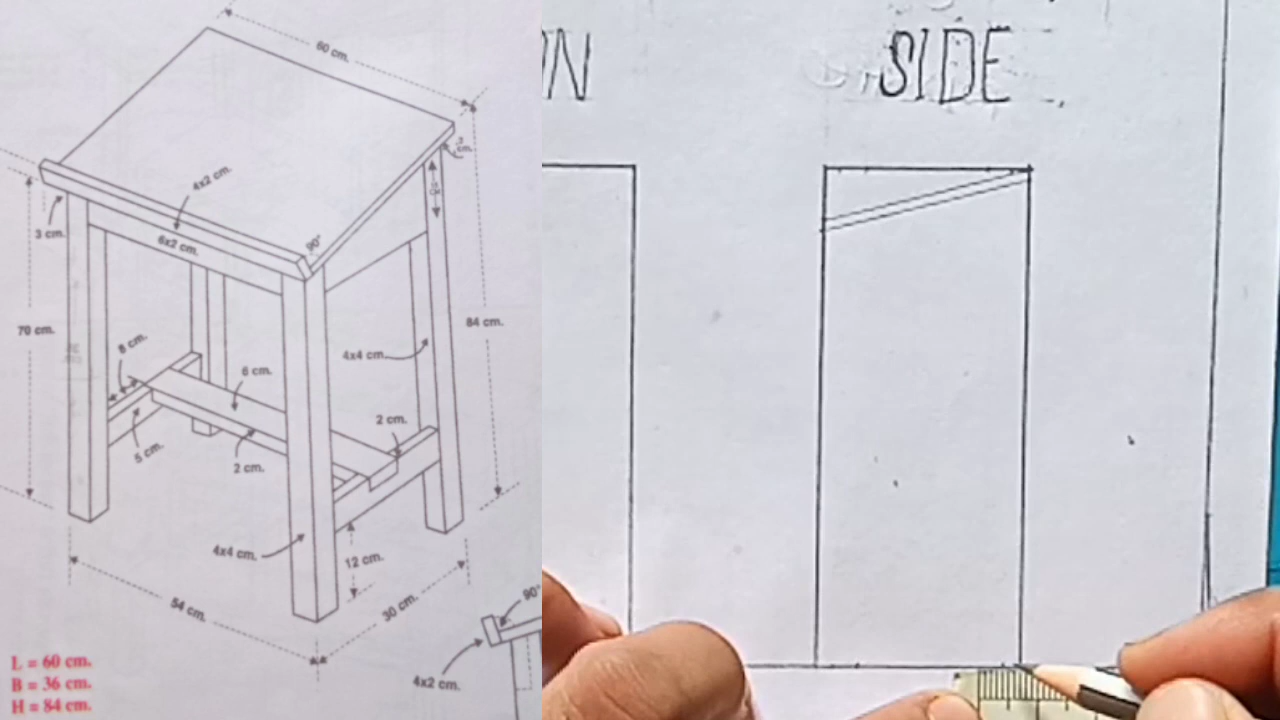 60 cm.
2 cm.
4x2 cm.
90°
3 cm.
6x2 cm.
70 cm.
84 cm.
8 cm.
4x4 cm.
6 cm.
2 cm.
5 cm.
2 cm.
4x4 cm.
12 cm.
54 cm.
30 cm.
90°
4x2 cm.
L = 60 cm.
B = 36 cm.
H = 84 cm.
N
SIDE